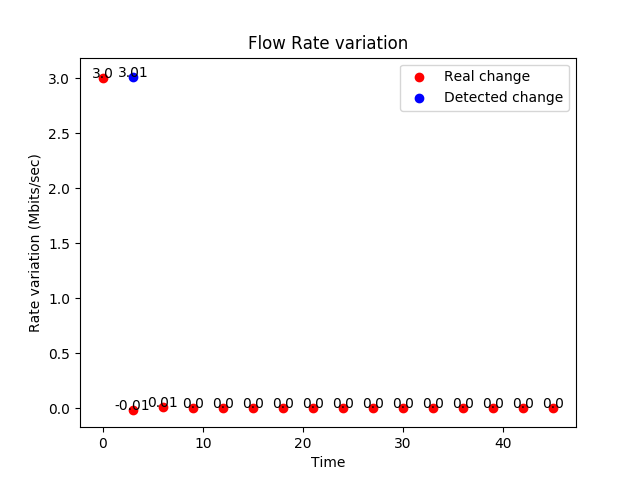 Flow Rate variation
Real change
Detected change
3.0 3.01
-0.01 0.01 0.0 0.0 0.0 0.0 0.0 0.0 0.0 0.0 0.0 0.0 0.0 0.0 0.0
3.0
2.5
2.0
1.5
1.0
0.5
0.0
Rate variation (Mbits/sec)
0 10 20 30 40
Time